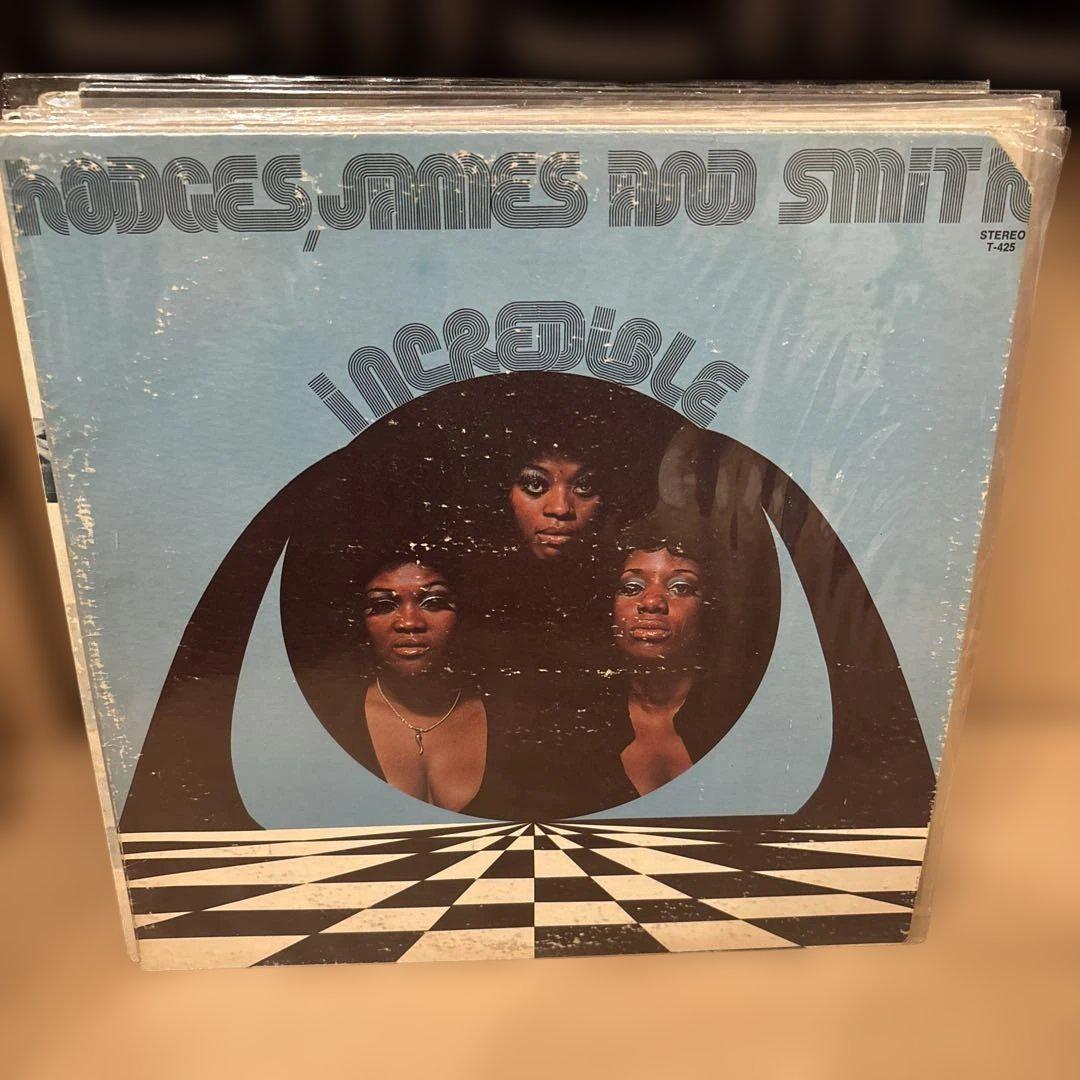 HODGES, JAMES AND SMITH
STEREO
T-425
INCREDIBLE